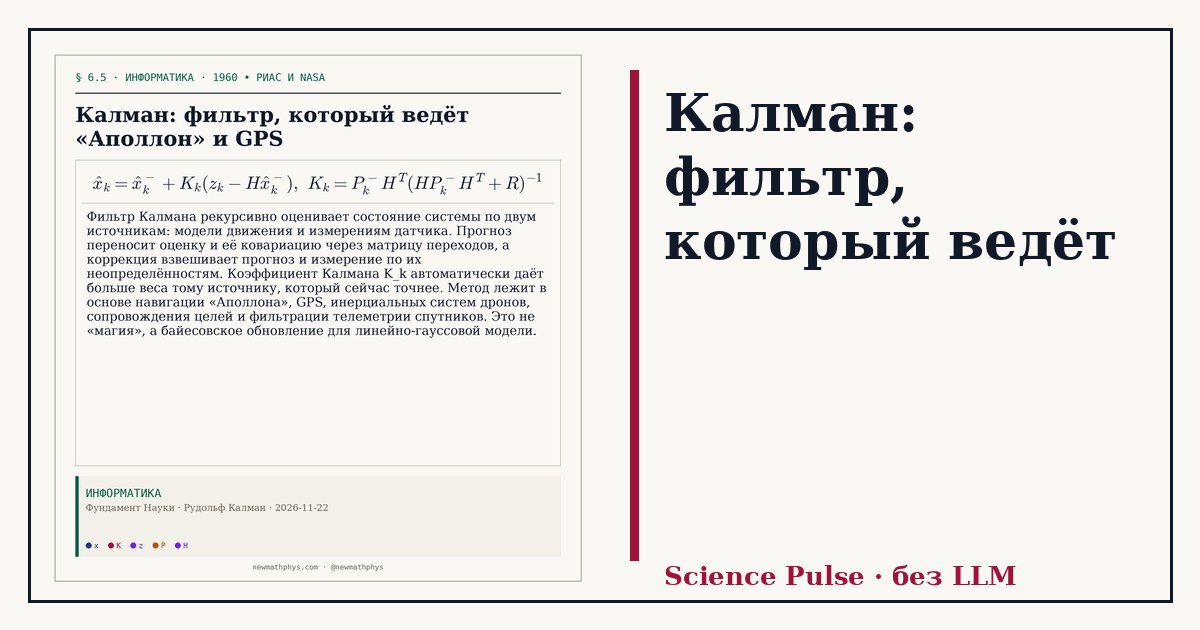 § 6.5 · ИНФОРМАТИКА · 1960 • РИАС И NASA
Калман: фильтр, который ведёт
«Аполлон» и GPS
x̂_k = x̂_k^- + K_k(z_k − Hx̂_k^-), K_k = P_k^- H^T(HP_k^- H^T + R)^{-1}
Фильтр Калмана рекурсивно оценивает состояние системы по двум
источникам: модели движения и измерениям датчика. Прогноз
переносит оценку и её ковариацию через матрицу переходов, а
коррекция взвешивает прогноз и измерение по их
неопределённостям. Коэффициент Калмана K_k автоматически даёт
больше веса тому источнику, который сейчас точнее. Метод лежит в
основе навигации «Аполлона», GPS, инерциальных систем дронов,
сопровождения целей и фильтрации телеметрии спутников. Это не
«магия», а байесовское обновление для линейно-гауссовой модели.
ИНФОРМАТИКА
Фундамент Науки · Рудольф Калман · 2026-11-22
x K z P H
newmathphys.com · @newmathphys
Калман:
фильтр,
который ведёт
Science Pulse · без LLM